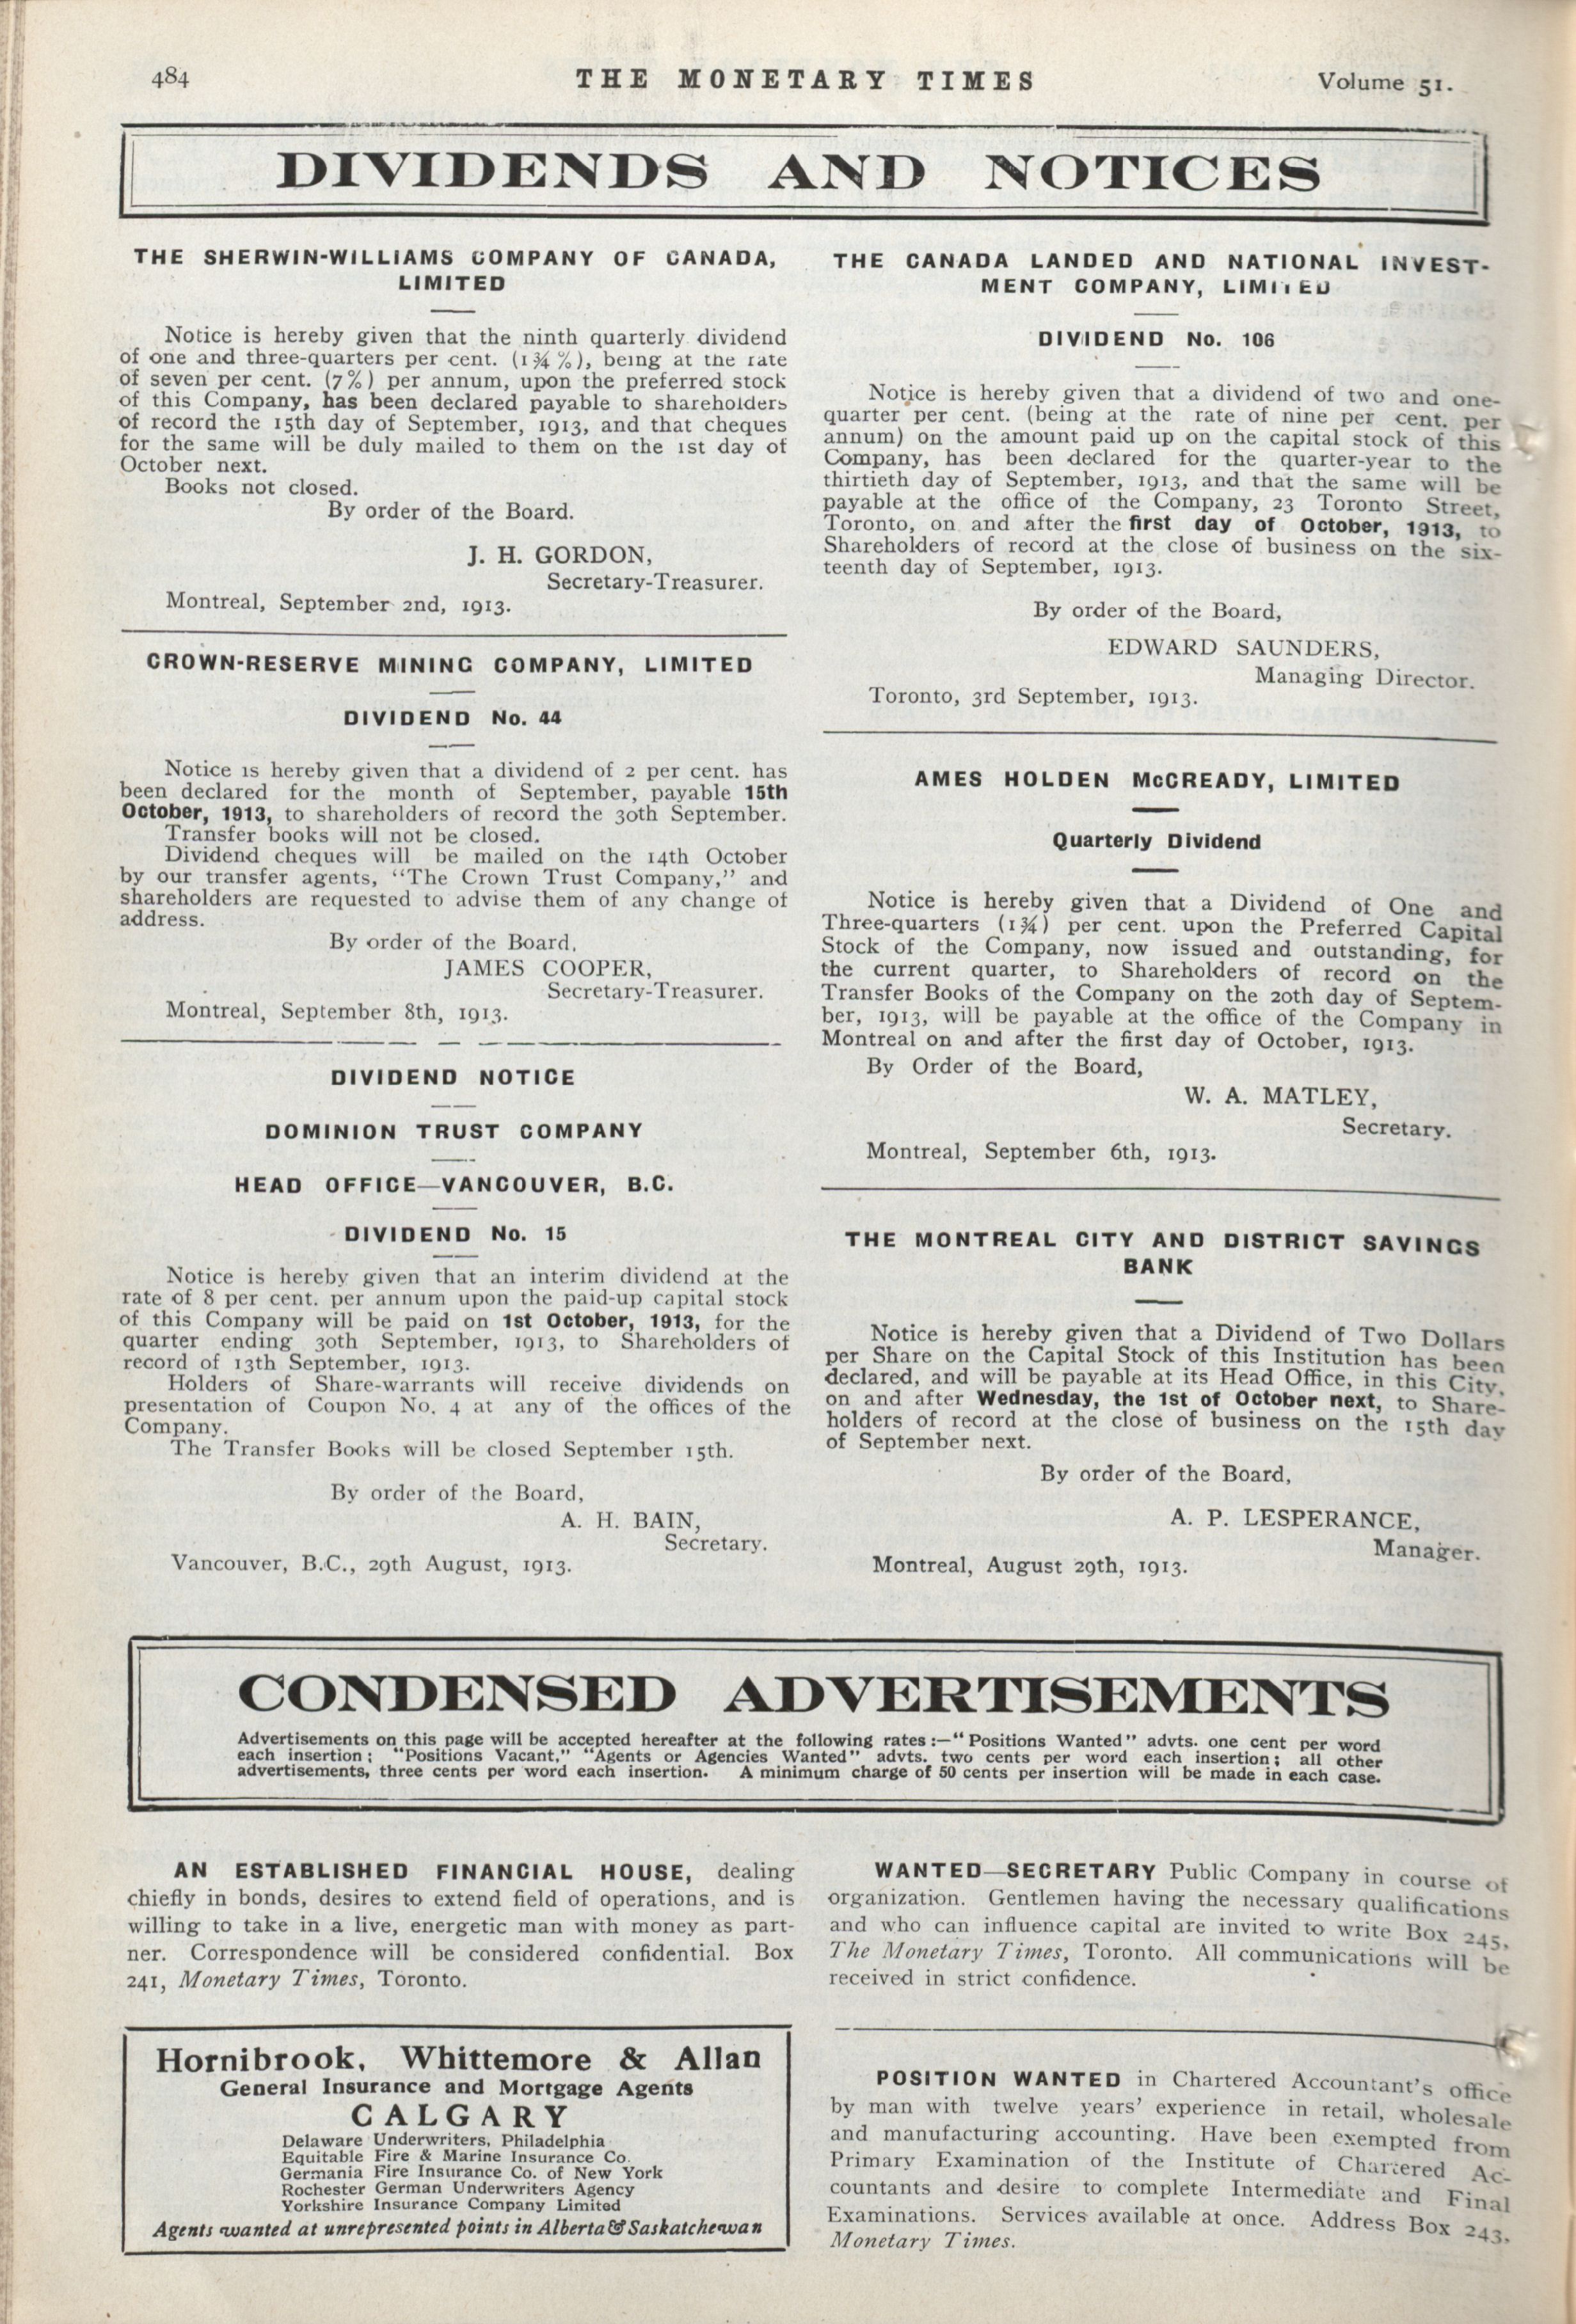 484
THE MONETARY TIMES
Volume 51.
DIVIDENDS AND NOTICES
THE SHERWIN-WILLIAMS COMPANY OF CANADA,
LIMITED
Notice is hereby given that the ninth quarterly dividend
of one and three-quarters per cent. (1¾%), being at the rate
of seven per cent. (7%) per annum, upon the preferred stock
of this Company, has been declared payable to shareholders
of record the 15th day of September, 1913, and that cheques
for the same will be duly mailed to them on the 1st day of
October next.
Books not closed.
By order of the Board.
J. H. GORDON,
Secretary-Treasurer.
Montreal, September 2nd, 1913.
CROWN-RESERVE MINING COMPANY, LIMITED
DIVIDEND No. 44
Notice is hereby given that a dividend of 2 per cent. has
been declared for the month of September, payable 15th
October, 1913, to shareholders of record the 30th September.
Transfer books will not be closed.
Dividend cheques will be mailed on the 14th October
by our transfer agents, "The Crown Trust Company," and
shareholders are requested to advise them of any change of
address.
By order of the Board,
JAMES COOPER,
Secretary-Treasurer.
Montreal, September 8th, 1913.
DIVIDEND NOTICE
DOMINION TRUST COMPANY
HEAD OFFICE—VANCOUVER, B.C.
DIVIDEND No. 15
Notice is hereby given that an interim dividend at the
rate of 8 per cent. per annum upon the paid-up capital stock
of this Company will be paid on 1st October, 1913, for the
quarter ending 30th September, 1913, to Shareholders of
record of 13th September, 1913.
Holders of Share-warrants will receive dividends on
presentation of Coupon No. 4 at any of the offices of the
Company.
The Transfer Books will be closed September 15th.
By order of the Board,
A. H. BAIN,
Secretary.
Vancouver, B.C., 29th August, 1913.
THE CANADA LANDED AND NATIONAL INVEST-
MENT COMPANY, LIMITED
DIVIDEND No. 106
Notice is hereby given that a dividend of two and one-
quarter per cent. (being at the rate of nine per cent. per
annum) on the amount paid up on the capital stock of this
Company, has been declared for the quarter-year to the
thirtieth day of September, 1913, and that the same will be
payable at the office of the Company, 23 Toronto Street,
Toronto, on and after the first day of October, 1913, to
Shareholders of record at the close of business on the six-
teenth day of September, 1913.
By order of the Board,
EDWARD SAUNDERS,
Managing Director.
Toronto, 3rd September, 1913.
AMES HOLDEN McCREADY, LIMITED
Quarterly Dividend
Notice is hereby given that a Dividend of One and
Three-quarters (1¾) per cent. upon the Preferred Capital
Stock of the Company, now issued and outstanding, for
the current quarter, to Shareholders of record on the
Transfer Books of the Company on the 20th day of Septem-
ber, 1913, will be payable at the office of the Company in
Montreal on and after the first day of October, 1913.
By Order of the Board,
W. A. MATLEY,
Secretary.
Montreal, September 6th, 1913.
THE MONTREAL CITY AND DISTRICT SAVINGS
BANK
Notice is hereby given that a Dividend of Two Dollars
per Share on the Capital Stock of this Institution has been
declared, and will be payable at its Head Office, in this City,
on and after Wednesday, the 1st of October next, to Share-
holders of record at the close of business on the 15th day
of September next.
By order of the Board,
A. P. LESPERANCE,
Manager.
Montreal, August 29th, 1913.
CONDENSED ADVERTISEMENTS
Advertisements on this page will be accepted hereafter at the following rates:—"Positions Wanted" advts. one cent per word
each insertion; "Positions Vacant," "Agents or Agencies Wanted" advts. two cents per word each insertion; all other
advertisements, three cents per word each insertion. A minimum charge of 50 cents per insertion will be made in each case.
AN ESTABLISHED FINANCIAL HOUSE, dealing
chiefly in bonds, desires to extend field of operations, and is
willing to take in a live, energetic man with money as part-
ner. Correspondence will be considered confidential. Box
241, Monetary Times, Toronto.
Hornibrook, Whittemore & Allan
General Insurance and Mortgage Agents
CALGARY
Delaware Underwriters, Philadelphia
Equitable Fire & Marine Insurance Co.
Germania Fire Insurance Co. of New York
Rochester German Underwriters Agency
Yorkshire Insurance Company Limited
Agents wanted at unrepresented points in Alberta & Saskatchewan
WANTED—SECRETARY Public Company in course of
organization. Gentlemen having the necessary qualifications
and who can influence capital are invited to write Box 245,
The Monetary Times, Toronto. All communications will be
received in strict confidence.
POSITION WANTED in Chartered Accountant's office
by man with twelve years' experience in retail, wholesale
and manufacturing accounting. Have been exempted from
Primary Examination of the Institute of Chartered Ac-
countants and desire to complete Intermediate and Final
Examinations. Services available at once. Address Box 243,
Monetary Times.